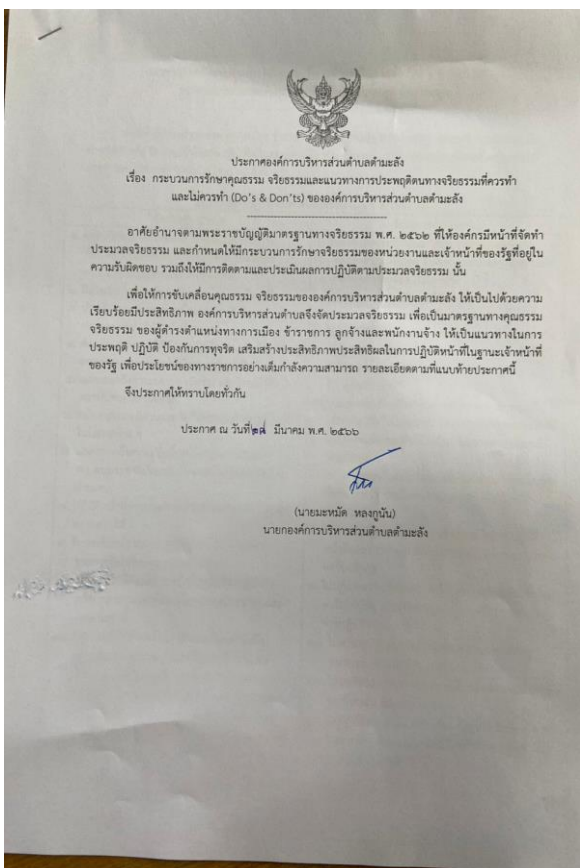 ประกาศองค์การบริหารส่วนตำบลตำมะลัง
เรื่อง กระบวนการรักษาคุณธรรม จริยธรรมและแนวทางการประพฤติตนทางจริยธรรมที่ควรทำ
และไม่ควรทำ (Do's & Don'ts) ขององค์การบริหารส่วนตำบลตำมะลัง
อาศัยอำนาจตามพระราชบัญญัติมาตรฐานทางจริยธรรม พ.ศ. ๒๕๖๒ ที่ให้องค์กรมีหน้าที่จัดทำ
ประมวลจริยธรรม และกำหนดให้มีกระบวนการรักษาจริยธรรมของหน่วยงานและเจ้าหน้าที่ของรัฐที่อยู่ใน
ความรับผิดชอบ รวมถึงให้มีการติดตามและประเมินผลการปฏิบัติตามประมวลจริยธรรม นั้น
เพื่อให้การขับเคลื่อนคุณธรรม จริยธรรมขององค์การบริหารส่วนตำบลตำมะลัง ให้เป็นไปด้วยความ
เรียบร้อยมีประสิทธิภาพ องค์การบริหารส่วนตำบลจึงจัดประมวลจริยธรรม เพื่อเป็นมาตรฐานทางคุณธรรม
จริยธรรม ของผู้ดำรงตำแหน่งทางการเมือง ข้าราชการ ลูกจ้างและพนักงานจ้าง ให้เป็นแนวทางในการ
ประพฤติ ปฏิบัติ ป้องกันการทุจริต เสริมสร้างประสิทธิภาพประสิทธิผลในการปฏิบัติหน้าที่ในฐานะเจ้าหน้าที่
ของรัฐ เพื่อประโยชน์ของทางราชการอย่างเต็มกำลังความสามารถ รายละเอียดตามที่แนบท้ายประกาศนี้
จึงประกาศให้ทราบโดยทั่วกัน
ประกาศ ณ วันที่ มีนาคม พ.ศ. ๒๕๖๖
(นายมะหมัด หลงกูนัน)
นายกองค์การบริหารส่วนตำบลตำมะลัง